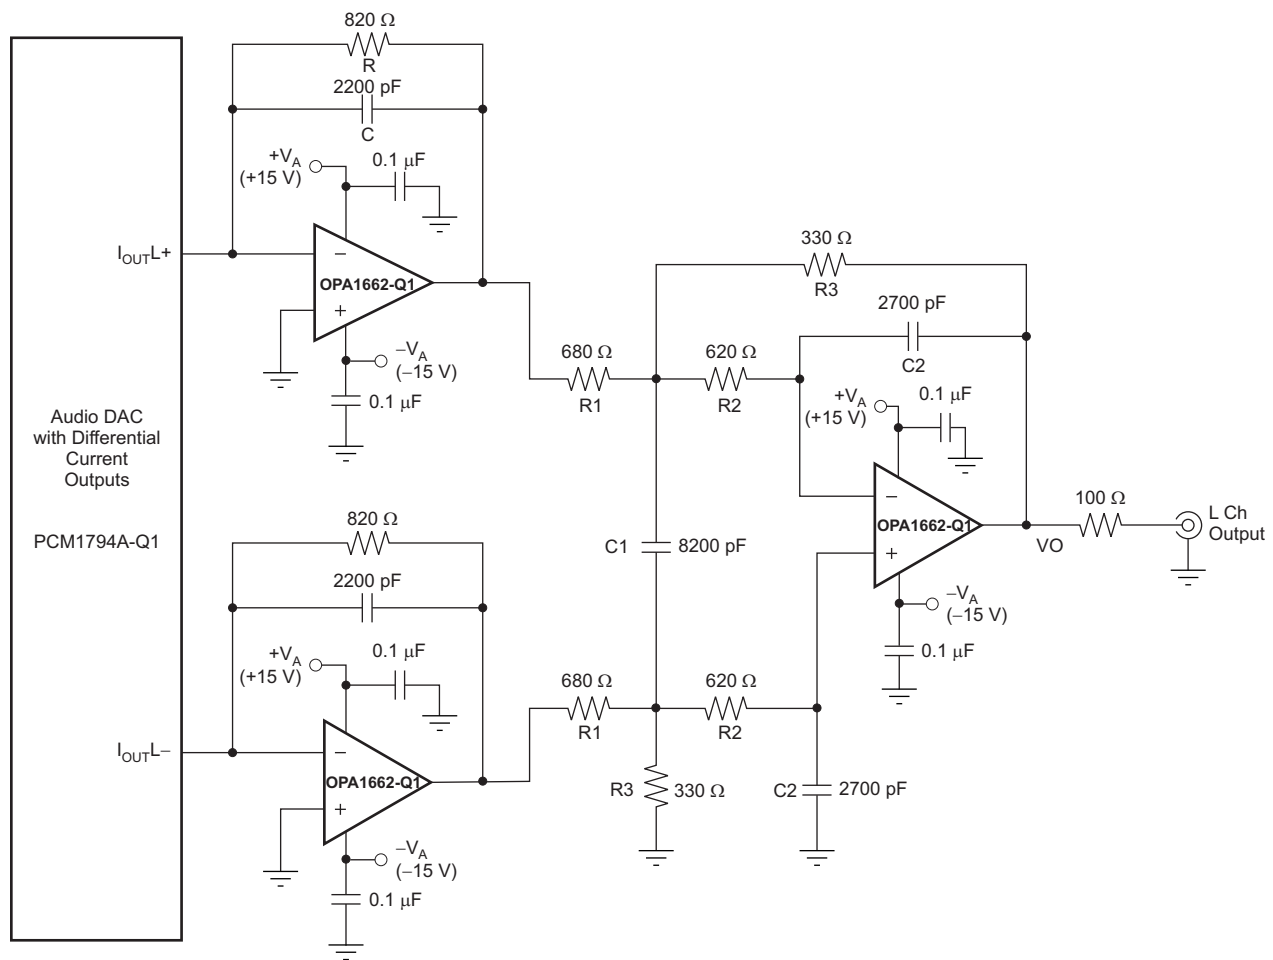 820 Ω
R
2200 pF
C
+VA
(+15 V)
0.1 μF
IOUTL+
−
OPA1662-Q1
+
−VA
(−15 V)
0.1 μF
Audio DAC
with Differential
Current
Outputs
PCM1794A-Q1
820 Ω
2200 pF
+VA
(+15 V)
0.1 μF
IOUTL−
−
OPA1662-Q1
+
−VA
(−15 V)
0.1 μF
680 Ω
R1
620 Ω
R2
330 Ω
R3
2700 pF
C2
+VA
(+15 V)
0.1 μF
−
OPA1662-Q1
+
−VA
(−15 V)
0.1 μF
C1
8200 pF
680 Ω
R1
620 Ω
R2
R3
330 Ω
C2
2700 pF
VO
100 Ω
L Ch
Output